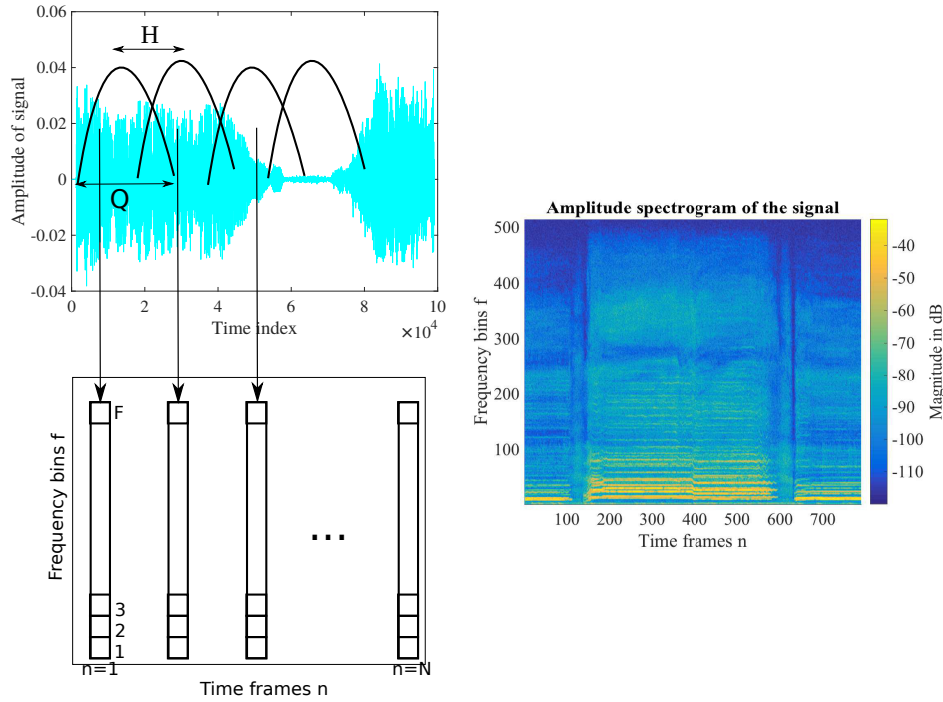 0.06
H
0.04
0.02
0
-0.02
-0.04
Amplitude of signal
Q
0 2 4 6 8 10
Time index
×10^4
F
3
2
1
Frequency bins f
...
n=1 n=N
Time frames n
Amplitude spectrogram of the signal
500
400
300
200
100
Frequency bins f
100 200 300 400 500 600 700
Time frames n
-40
-50
-60
-70
-80
-90
-100
-110
Magnitude in dB